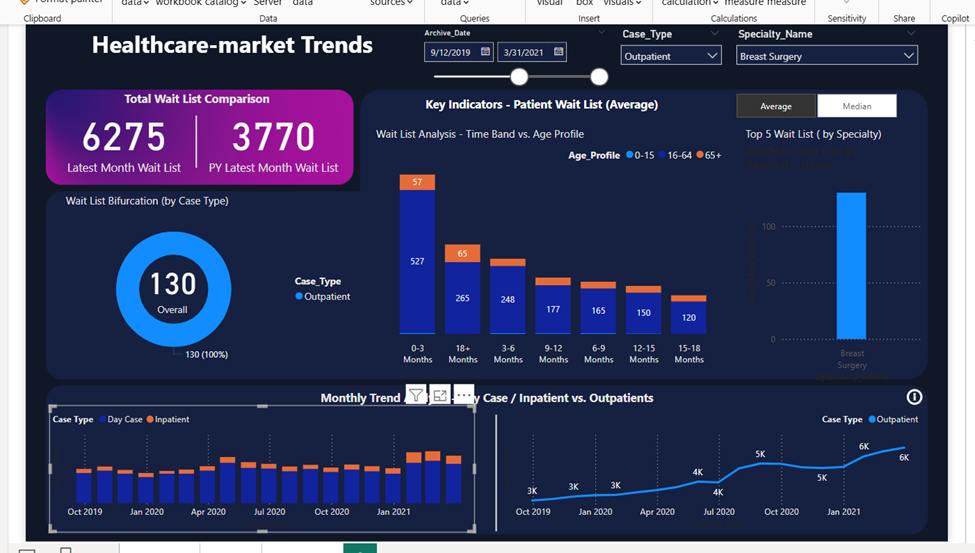 Format painter
data
workbook catalog
Server
data
sources
data
visual
box
visuals
calculation
measure measure
Clipboard
Data
Queries
Insert
Calculations
Sensitivity
Share
Copilot
Healthcare-market Trends
Archive_Date
9/12/2019
3/31/2021
Case_Type
Outpatient
Specialty_Name
Breast Surgery
Total Wait List Comparison
6275
Latest Month Wait List
3770
PY Latest Month Wait List
Key Indicators - Patient Wait List (Average)
Average
Median
Wait List Analysis - Time Band vs. Age Profile
Age_Profile 0-15 16-64 65+
57
527
65
265
248
177
165
150
120
0-3 Months
18+ Months
3-6 Months
9-12 Months
6-9 Months
12-15 Months
15-18 Months
Top 5 Wait List ( by Specialty)
100
50
0
Breast
Surgery
Wait List Bifurcation (by Case Type)
130
Overall
130 (100%)
Case_Type
Outpatient
Monthly Trend
y Case / Inpatient vs. Outpatients
Case Type Day Case Inpatient
Oct 2019 Jan 2020 Apr 2020 Jul 2020 Oct 2020 Jan 2021
Case Type Outpatient
3K 3K 3K 4K 4K 5K 5K 6K 6K
Oct 2019 Jan 2020 Apr 2020 Jul 2020 Oct 2020 Jan 2021